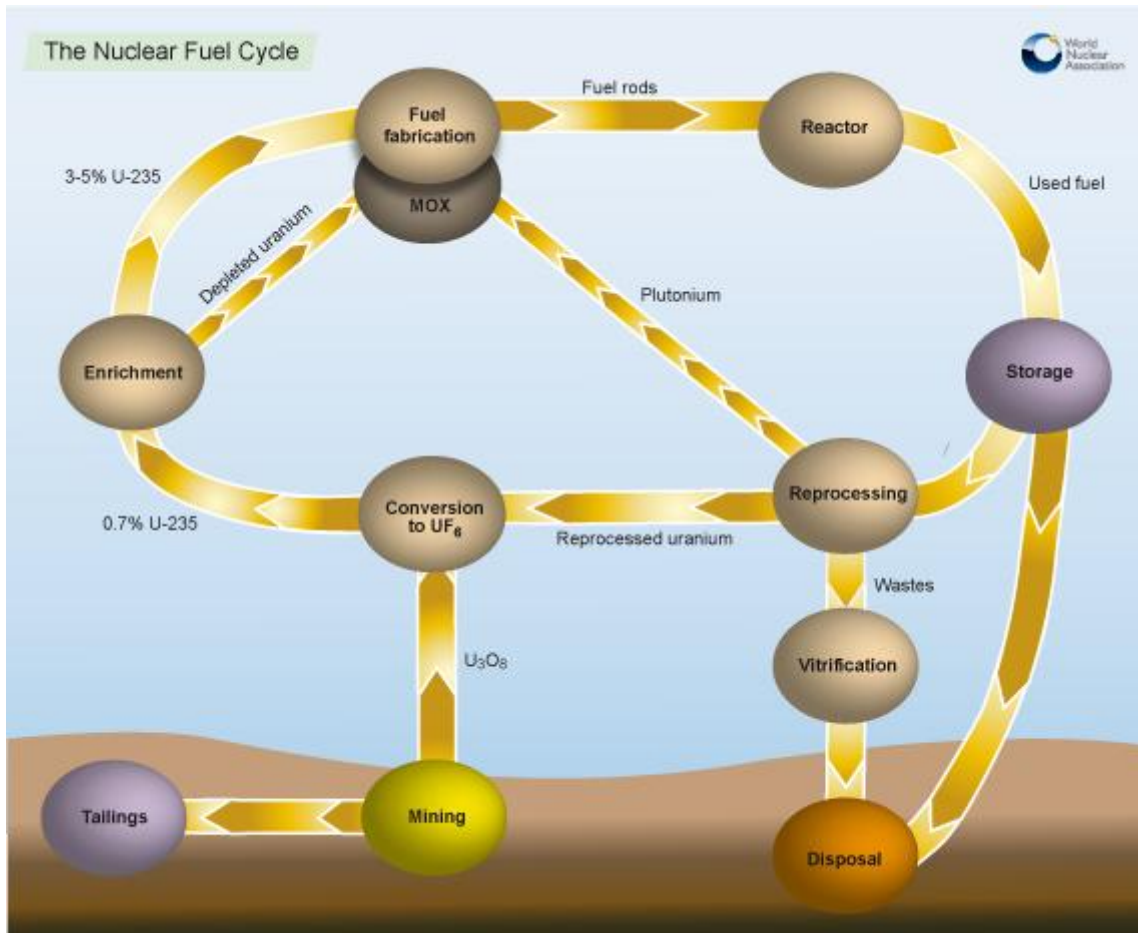 The Nuclear Fuel Cycle
World
Nuclear
Association
Fuel rods
Fuel
fabrication
Reactor
3-5% U-235
Used fuel
MOX
Depleted uranium
Plutonium
Enrichment
Storage
Reprocessing
Conversion
to UF₆
0.7% U-235
Reprocessed uranium
Wastes
U₃O₈
Vitrification
Tailings
Mining
Disposal